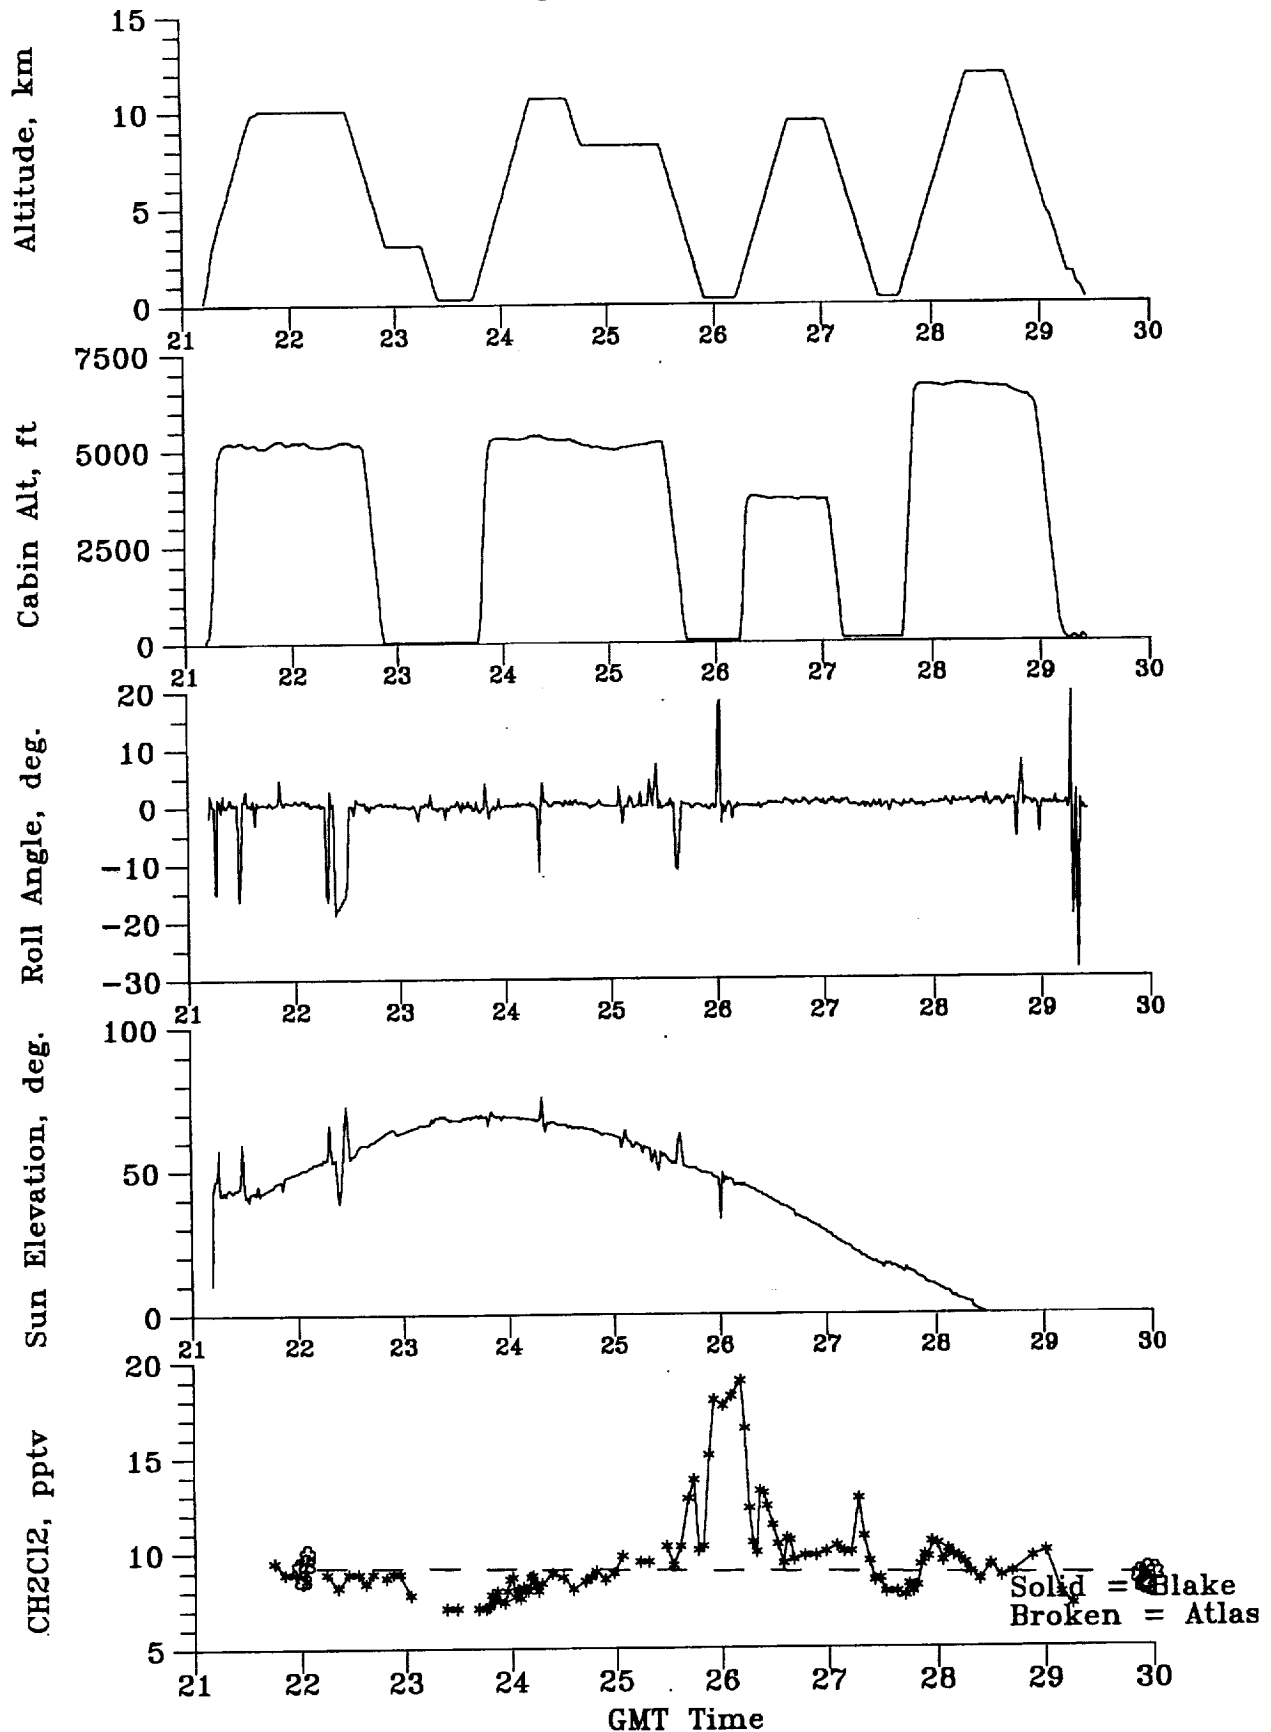 15
10
5
0
Altitude, km
21 22 23 24 25 26 27 28 29 30
7500
5000
2500
0
Cabin Alt, ft
21 22 23 24 25 26 27 28 29 30
20
10
0
−10
−20
−30
Roll Angle, deg.
21 22 23 24 25 26 27 28 29 30
100
50
0
Sun Elevation, deg.
21 22 23 24 25 26 27 28 29 30
20
15
10
5
CH2Cl2, pptv
Solid = Blake
Broken = Atlas
21 22 23 24 25 26 27 28 29 30
GMT Time